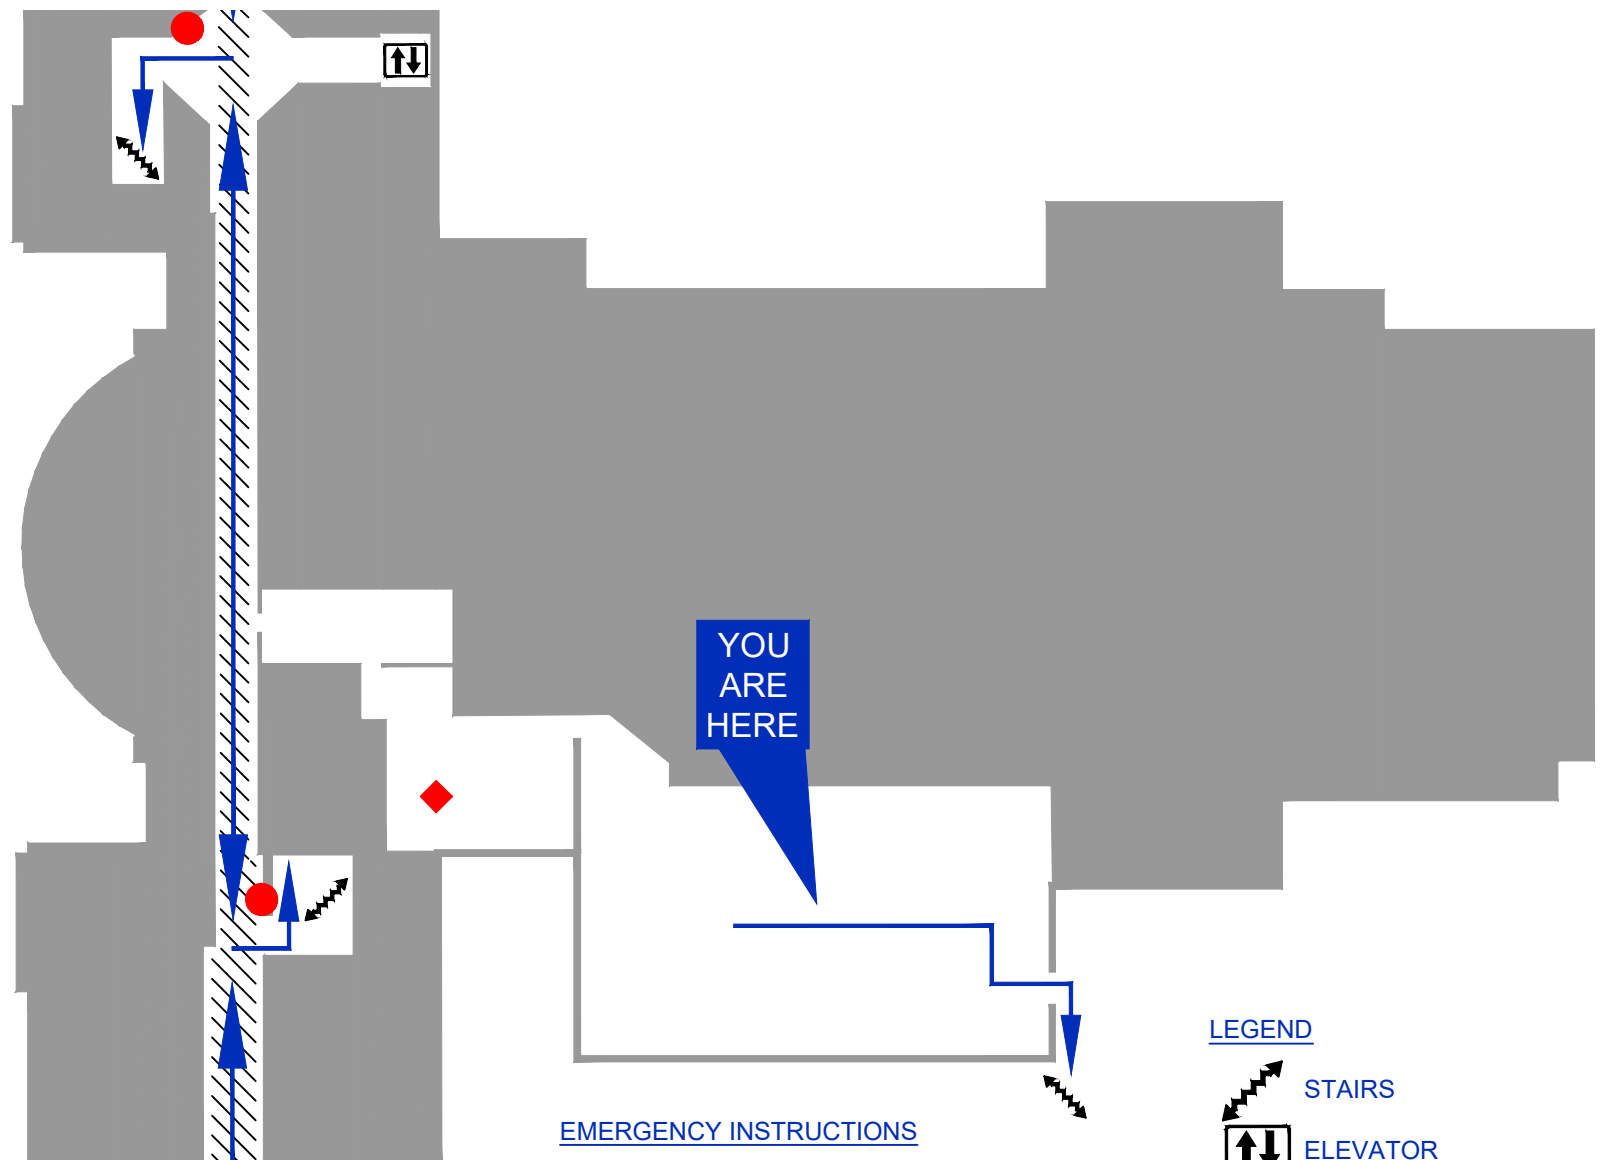 YOU
ARE
HERE
LEGEND
STAIRS
EMERGENCY INSTRUCTIONS
ELEVATOR